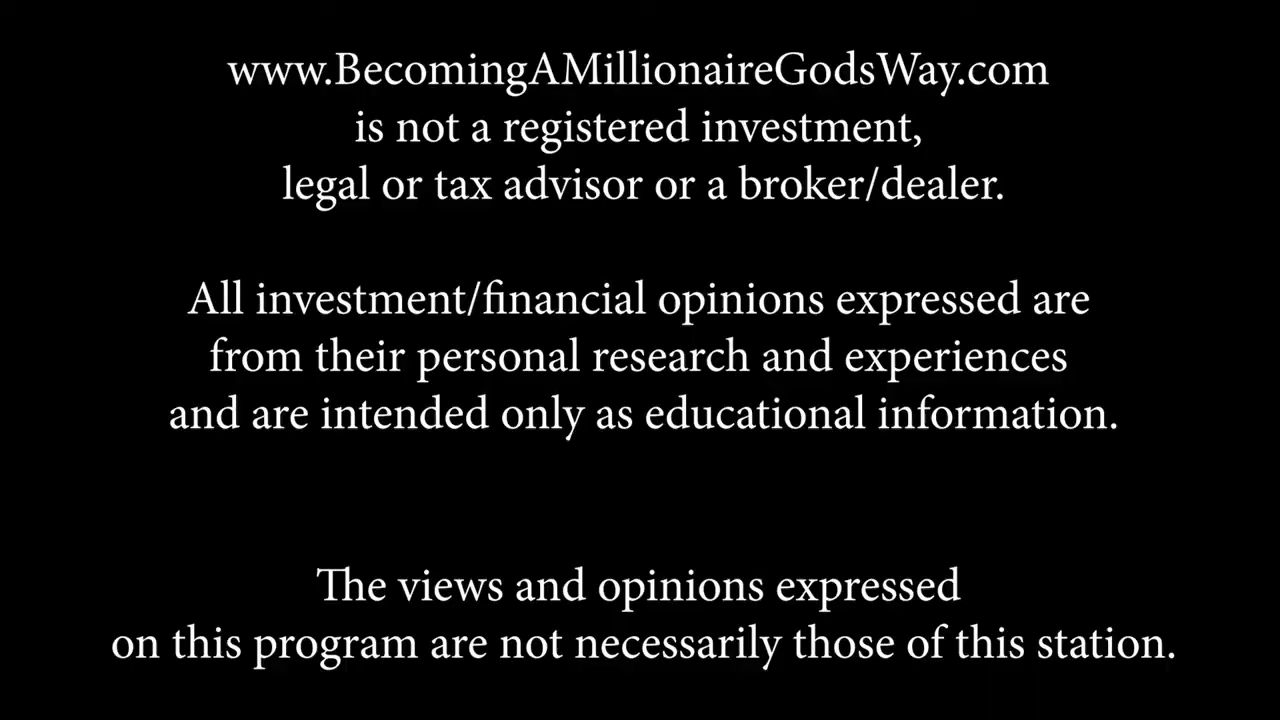 www.BecomingAMillionaireGodsWay.com
is not a registered investment,
legal or tax advisor or a broker/dealer.
All investment/financial opinions expressed are
from their personal research and experiences
and are intended only as educational information.
The views and opinions expressed
on this program are not necessarily those of this station.